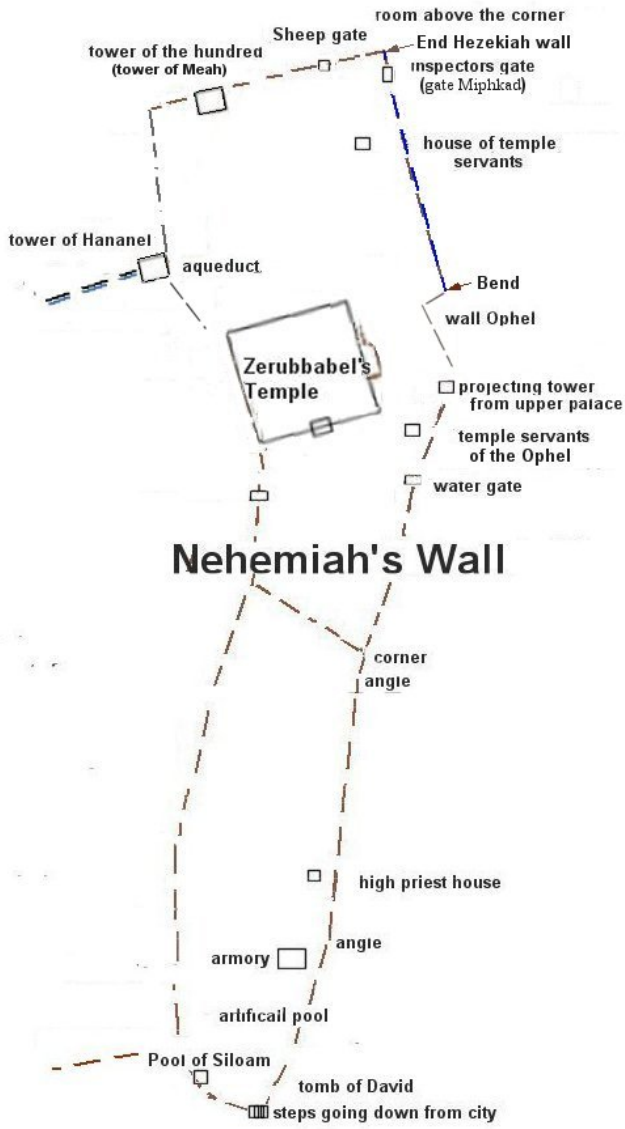 room above the corner
Sheep gate
End Hezekiah wall
tower of the hundred
(tower of Meah)
inspectors gate
(gate Miphkad)
house of temple
servants
tower of Hananel
aqueduct
Bend
wall Ophel
Zerubbabel's
Temple
projecting tower
from upper palace
temple servants
of the Ophel
water gate
Nehemiah's Wall
corner
angle
high priest house
angle
armory
artificail pool
Pool of Siloam
tomb of David
steps going down from city